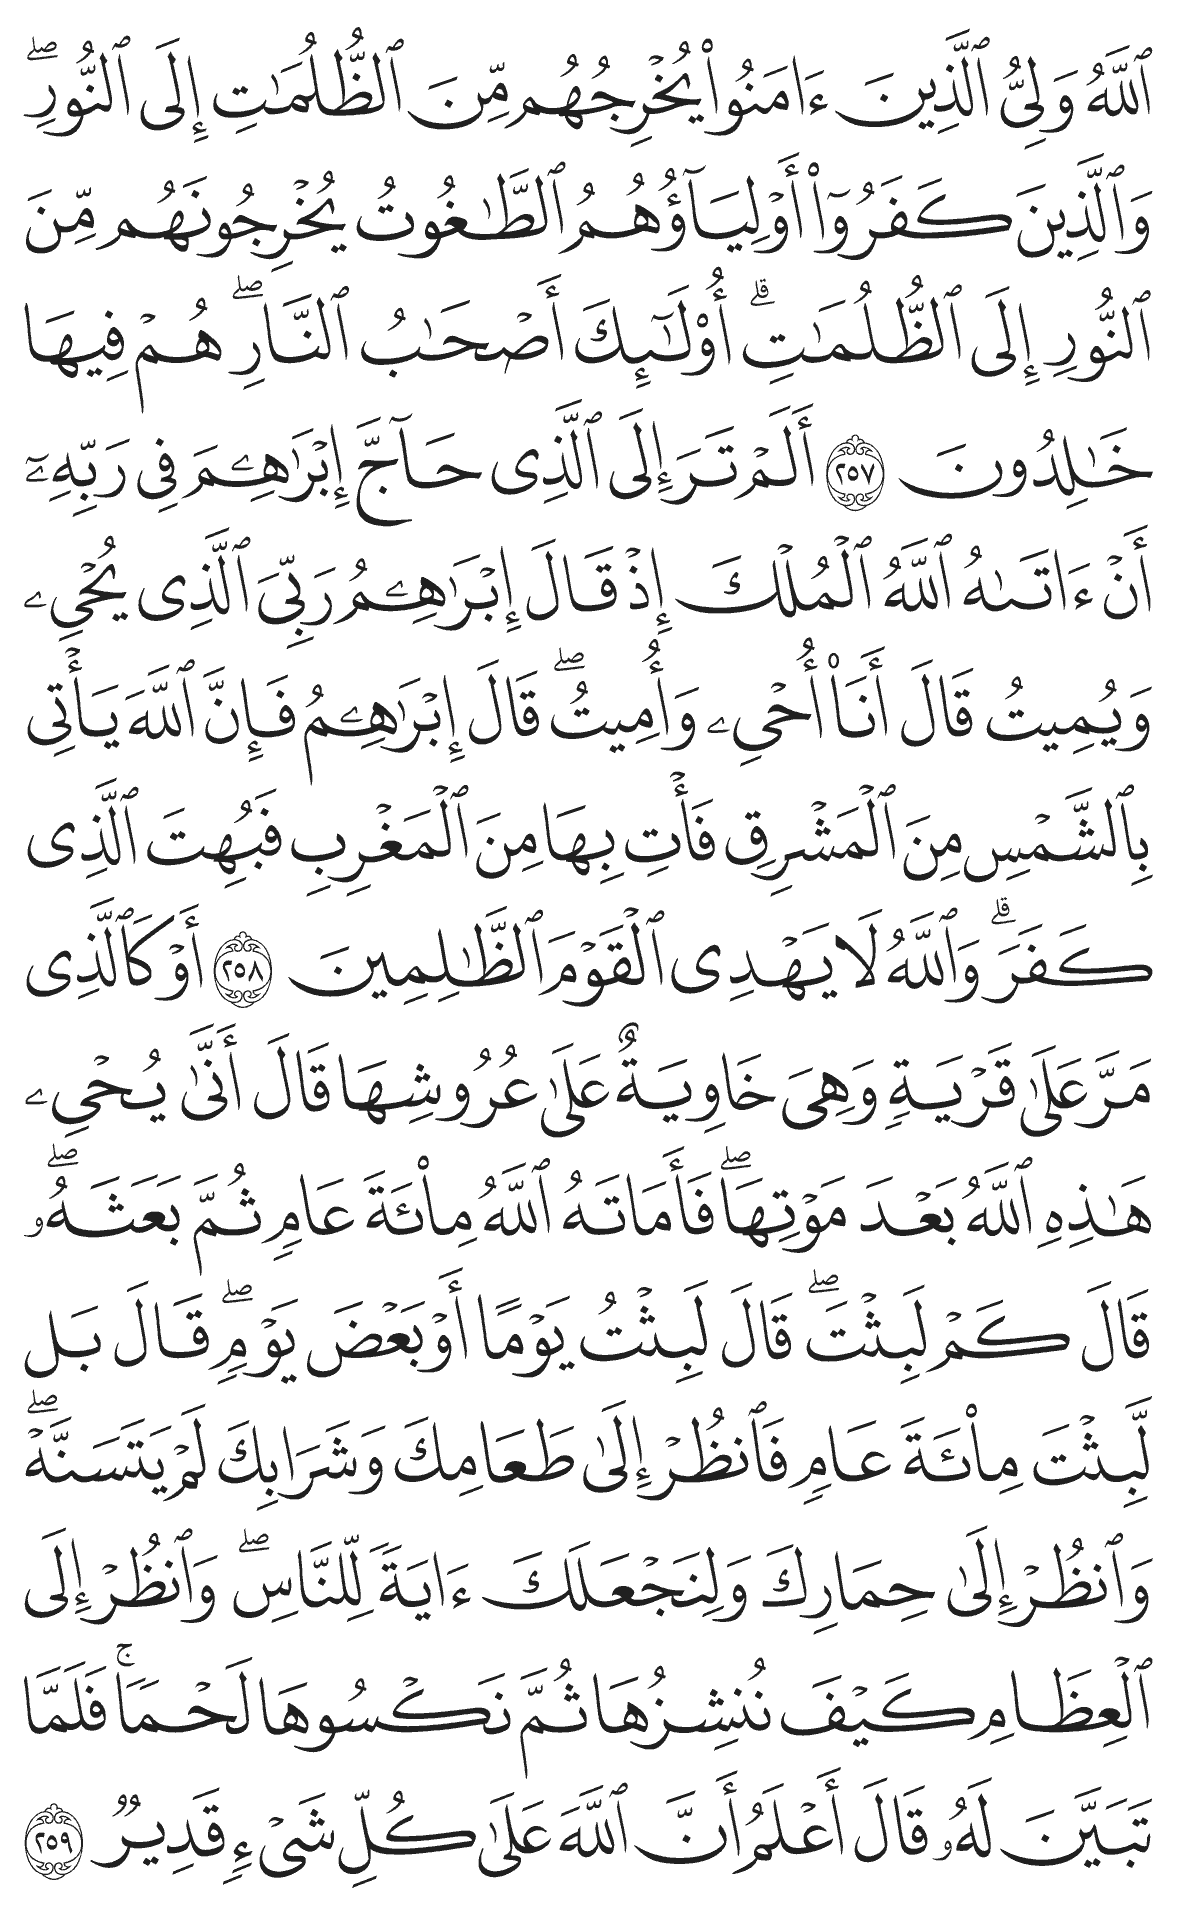 ٱللَّهُ وَلِيُّ ٱلَّذِينَ ءَامَنُوا۟ يُخْرِجُهُم مِّنَ ٱلظُّلُمَـٰتِ إِلَى ٱلنُّورِ ۖ
وَٱلَّذِينَ كَفَرُوٓا۟ أَوْلِيَآؤُهُمُ ٱلطَّـٰغُوتُ يُخْرِجُونَهُم مِّنَ
ٱلنُّورِ إِلَى ٱلظُّلُمَـٰتِ ۗ أُو۟لَـٰٓئِكَ أَصْحَـٰبُ ٱلنَّارِ ۖ هُمْ فِيهَا
خَـٰلِدُونَ ٢٥٧ أَلَمْ تَرَ إِلَى ٱلَّذِى حَآجَّ إِبْرَٰهِـۧمَ فِى رَبِّهِۦٓ
أَنْ ءَاتَىٰهُ ٱللَّهُ ٱلْمُلْكَ إِذْ قَالَ إِبْرَٰهِـۧمُ رَبِّىَ ٱلَّذِى يُحْىِۦ
وَيُمِيتُ قَالَ أَنَا۠ أُحْىِۦ وَأُمِيتُ ۖ قَالَ إِبْرَٰهِـۧمُ فَإِنَّ ٱللَّهَ يَأْتِى
بِٱلشَّمْسِ مِنَ ٱلْمَشْرِقِ فَأْتِ بِهَا مِنَ ٱلْمَغْرِبِ فَبُهِتَ ٱلَّذِى
كَفَرَ ۗ وَٱللَّهُ لَا يَهْدِى ٱلْقَوْمَ ٱلظَّـٰلِمِينَ ٢٥٨ أَوْ كَٱلَّذِى
مَرَّ عَلَىٰ قَرْيَةٍ وَهِىَ خَاوِيَةٌ عَلَىٰ عُرُوشِهَا قَالَ أَنَّىٰ يُحْىِۦ
هَـٰذِهِ ٱللَّهُ بَعْدَ مَوْتِهَا ۖ فَأَمَاتَهُ ٱللَّهُ مِا۟ئَةَ عَامٍ ثُمَّ بَعَثَهُۥ ۖ
قَالَ كَمْ لَبِثْتَ ۖ قَالَ لَبِثْتُ يَوْمًا أَوْ بَعْضَ يَوْمٍ ۖ قَالَ بَل
لَّبِثْتَ مِا۟ئَةَ عَامٍ فَٱنظُرْ إِلَىٰ طَعَامِكَ وَشَرَابِكَ لَمْ يَتَسَنَّهْ ۖ
وَٱنظُرْ إِلَىٰ حِمَارِكَ وَلِنَجْعَلَكَ ءَايَةً لِّلنَّاسِ ۖ وَٱنظُرْ إِلَى
ٱلْعِظَامِ كَيْفَ نُنشِزُهَا ثُمَّ نَكْسُوهَا لَحْمًا ۚ فَلَمَّا
تَبَيَّنَ لَهُۥ قَالَ أَعْلَمُ أَنَّ ٱللَّهَ عَلَىٰ كُلِّ شَىْءٍ قَدِيرٌ ٢٥٩